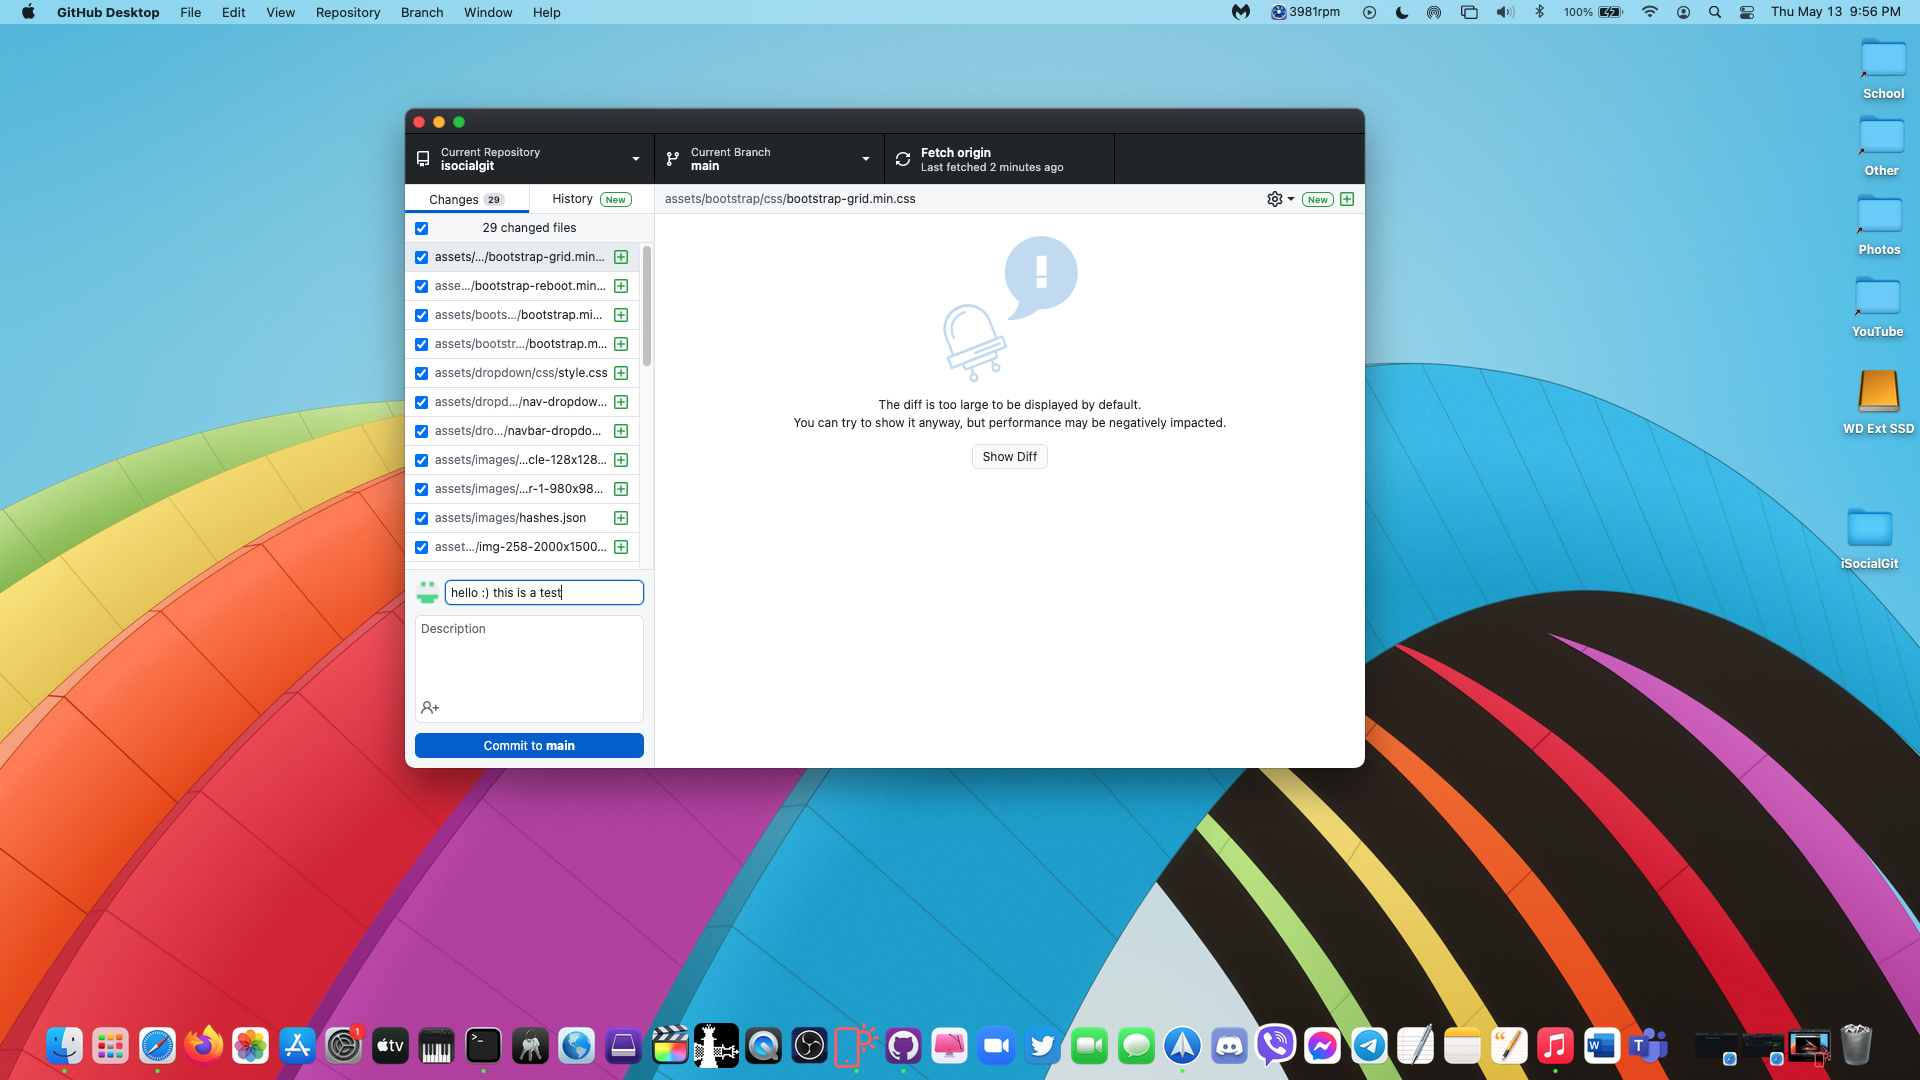 GitHub Desktop File Edit View Repository Branch Window Help 3981rpm 100% Thu May 13 9:56 PM
School
Other
Photos
YouTube
WD Ext SSD
iSocialGit
Current Repository
isocialgit
Current Branch
main
Fetch origin
Last fetched 2 minutes ago
Changes 29
History New
assets/bootstrap/css/bootstrap-grid.min.css
New
29 changed files
assets/.../bootstrap-grid.min...
asse.../bootstrap-reboot.min...
assets/boots.../bootstrap.mi...
assets/bootstr.../bootstrap.m...
assets/dropdown/css/style.css
assets/dropd.../nav-dropdow...
assets/dro.../navbar-dropdo...
assets/images/...cle-128x128...
assets/images/...r-1-980x98...
assets/images/hashes.json
asset.../img-258-2000x1500...
The diff is too large to be displayed by default.
You can try to show it anyway, but performance may be negatively impacted.
Show Diff
hello :) this is a test
Description
Commit to main
1
tv
>_
W
T